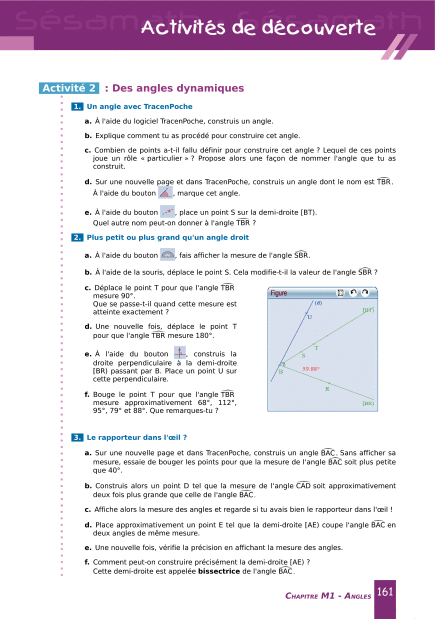 Sésamath Sésamath
Activités de découverte
Activité 2 : Des angles dynamiques
1. Un angle avec TracenPoche
a. À l'aide du logiciel TracenPoche, construis un angle.
b. Explique comment tu as procédé pour construire cet angle.
c. Combien de points a-t-il fallu définir pour construire cet angle ? Lequel de ces points
joue un rôle « particulier » ? Propose alors une façon de nommer l'angle que tu as
construit.
d. Sur une nouvelle page et dans TracenPoche, construis un angle dont le nom est TBR.
À l'aide du bouton , marque cet angle.
e. À l'aide du bouton , place un point S sur la demi-droite [BT).
Quel autre nom peut-on donner à l'angle TBR ?
2. Plus petit ou plus grand qu'un angle droit
a. À l'aide du bouton , fais afficher la mesure de l'angle SBR.
b. À l'aide de la souris, déplace le point S. Cela modifie-t-il la valeur de l'angle SBR ?
c. Déplace le point T pour que l'angle TBR
mesure 90°.
Que se passe-t-il quand cette mesure est
atteinte exactement ?
d. Une nouvelle fois, déplace le point T
pour que l'angle TBR mesure 180°.
e. À l'aide du bouton , construis la
droite perpendiculaire à la demi-droite
[BR) passant par B. Place un point U sur
cette perpendiculaire.
f. Bouge le point T pour que l'angle TBR
mesure approximativement 68°, 112°,
95°, 79° et 88°. Que remarques-tu ?
Figure
(d)
[BT)
U
T
S
59.88°
B
R
[BR)
3. Le rapporteur dans l'œil ?
a. Sur une nouvelle page et dans TracenPoche, construis un angle BAC. Sans afficher sa
mesure, essaie de bouger les points pour que la mesure de l'angle BAC soit plus petite
que 40°.
b. Construis alors un point D tel que la mesure de l'angle CAD soit approximativement
deux fois plus grande que celle de l'angle BAC.
c. Affiche alors la mesure des angles et regarde si tu avais bien le rapporteur dans l'œil !
d. Place approximativement un point E tel que la demi-droite [AE) coupe l'angle BAC en
deux angles de même mesure.
e. Une nouvelle fois, vérifie la précision en affichant la mesure des angles.
f. Comment peut-on construire précisément la demi-droite [AE) ?
Cette demi-droite est appelée bissectrice de l'angle BAC.
Chapitre M1 - Angles 161